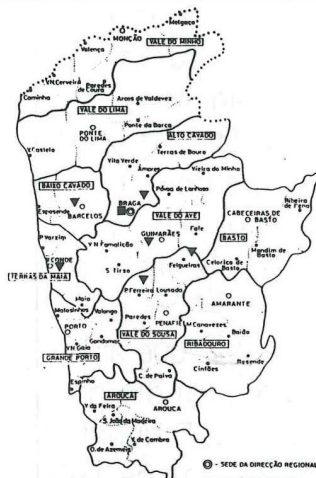 Melgaço
MONÇÃO
Valença
VALE DO MINHO
V.N.Cerveira
Paredes
de Coura
Caminha
Arcos de Valdevez
VALE DO LIMA
Ponte da Barca
PONTE
DO LIMA
ALTO CAVADO
V.Castelo
Terras de Bouro
Vila Verde
Amares
Vieira do Minho
BAIXO CAVADO
Póvoa de Lanhoso
Ribeira
de Pena
BRAGA
Esposende
BARCELOS
VALE DO AVE
CABECEIRAS
DE BASTO
GUIMARÃES
Fafe
BASTO
P.Varzim
V.N.Famalicão
Mondim de
Basto
Felgueiras
Celorico de
Basto
V.CONDE
S.Tirso
TERRAS DA MAIA
P.Ferreira
Lousada
Maia
AMARANTE
Matosinhos
Valongo
Paredes
PENAFIEL
M.Canavezes
Baião
PORTO
VALE DO SOUSA
RIBADOURO
Gondomar
V.N.Gaia
Resende
GRANDE PORTO
C. de Paiva
Cinfães
Espinho
AROUCA
V.da Feira
AROUCA
S. João da Madeira
V. de Cambra
O. de Azeméis
- SEDE DA DIRECÇÃO REGIONAL